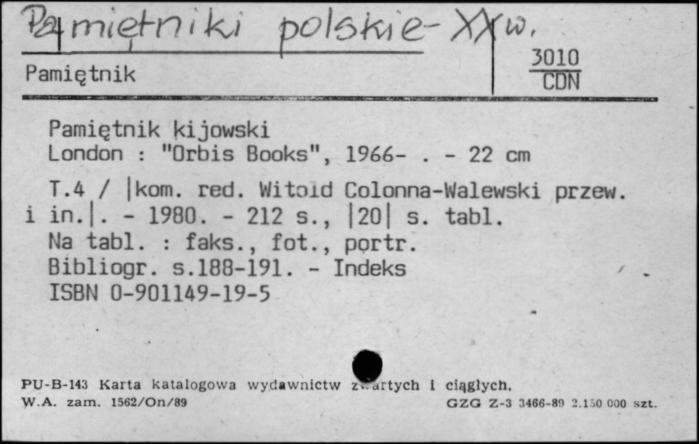 Pamiętniki polskie - XX w.
3010
CDN
Pamiętnik
Pamiętnik kijowski
London : "Orbis Books", 1966- . - 22 cm
T.4 / |kom. red. Witold Colonna-Walewski przew.
i in.|. - 1980. - 212 s., |20| s. tabl.
Na tabl. : faks., fot., portr.
Bibliogr. s.188-191. - Indeks
ISBN 0-901149-19-5
PU-B-143 Karta katalogowa wydawnictw zwartych i ciągłych.
W.A. zam. 1562/On/89 GZG Z-3 3466-89 2.150 000 szt.